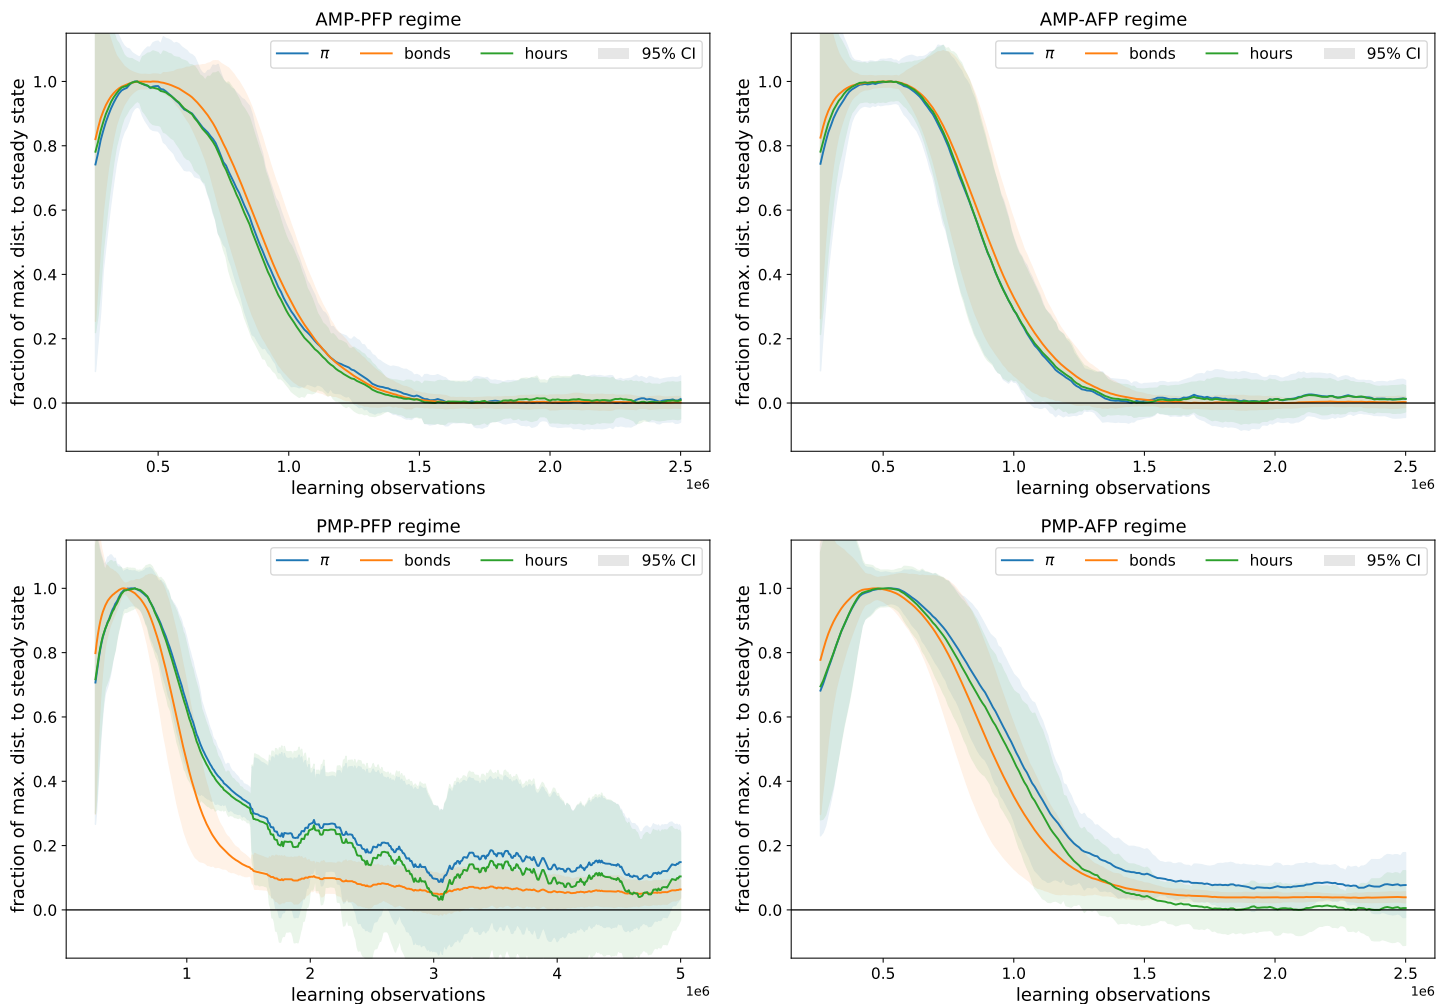 AMP-PFP regime
π bonds hours 95% CI
fraction of max. dist. to steady state
1.0
0.8
0.6
0.4
0.2
0.0
0.5 1.0 1.5 2.0 2.5
1e6
learning observations
AMP-AFP regime
π bonds hours 95% CI
fraction of max. dist. to steady state
1.0
0.8
0.6
0.4
0.2
0.0
0.5 1.0 1.5 2.0 2.5
1e6
learning observations
PMP-PFP regime
π bonds hours 95% CI
fraction of max. dist. to steady state
1.0
0.8
0.6
0.4
0.2
0.0
1 2 3 4 5
1e6
learning observations
PMP-AFP regime
π bonds hours 95% CI
fraction of max. dist. to steady state
1.0
0.8
0.6
0.4
0.2
0.0
0.5 1.0 1.5 2.0 2.5
1e6
learning observations